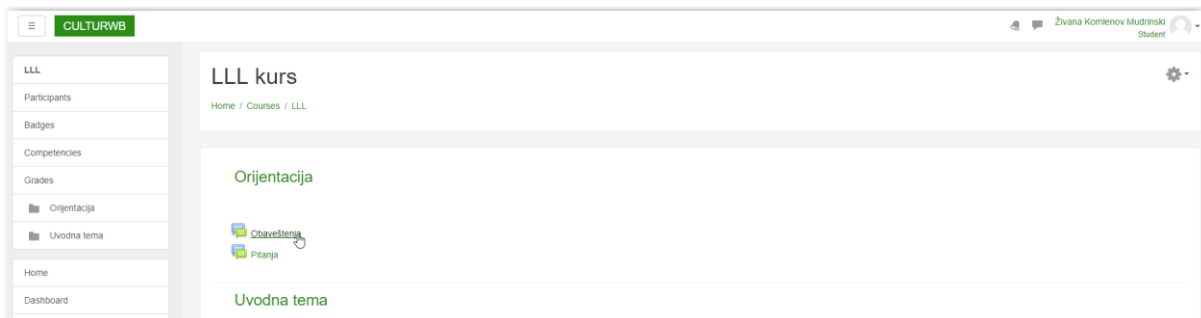 CULTURWB
Živana Komlenov Mudrinski
Student
LLL
Participants
Badges
Competencies
Grades
Orijentacija
Uvodna tema
Home
Dashboard
LLL kurs
Home / Courses / LLL
Orijentacija
Obaveštenja
Pitanja
Uvodna tema